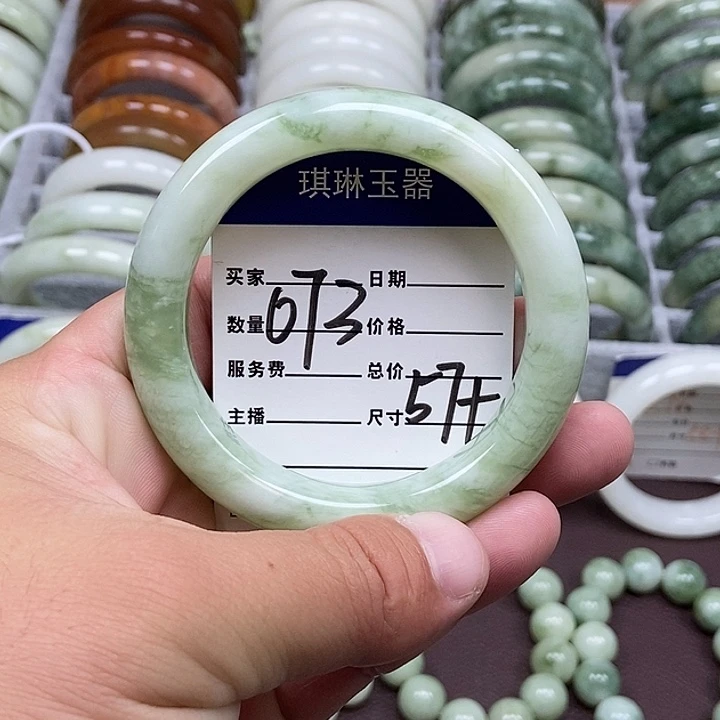 琪琳玉器
买家 日期
数量 073 价格
服务费 总价
主播 尺寸 57+